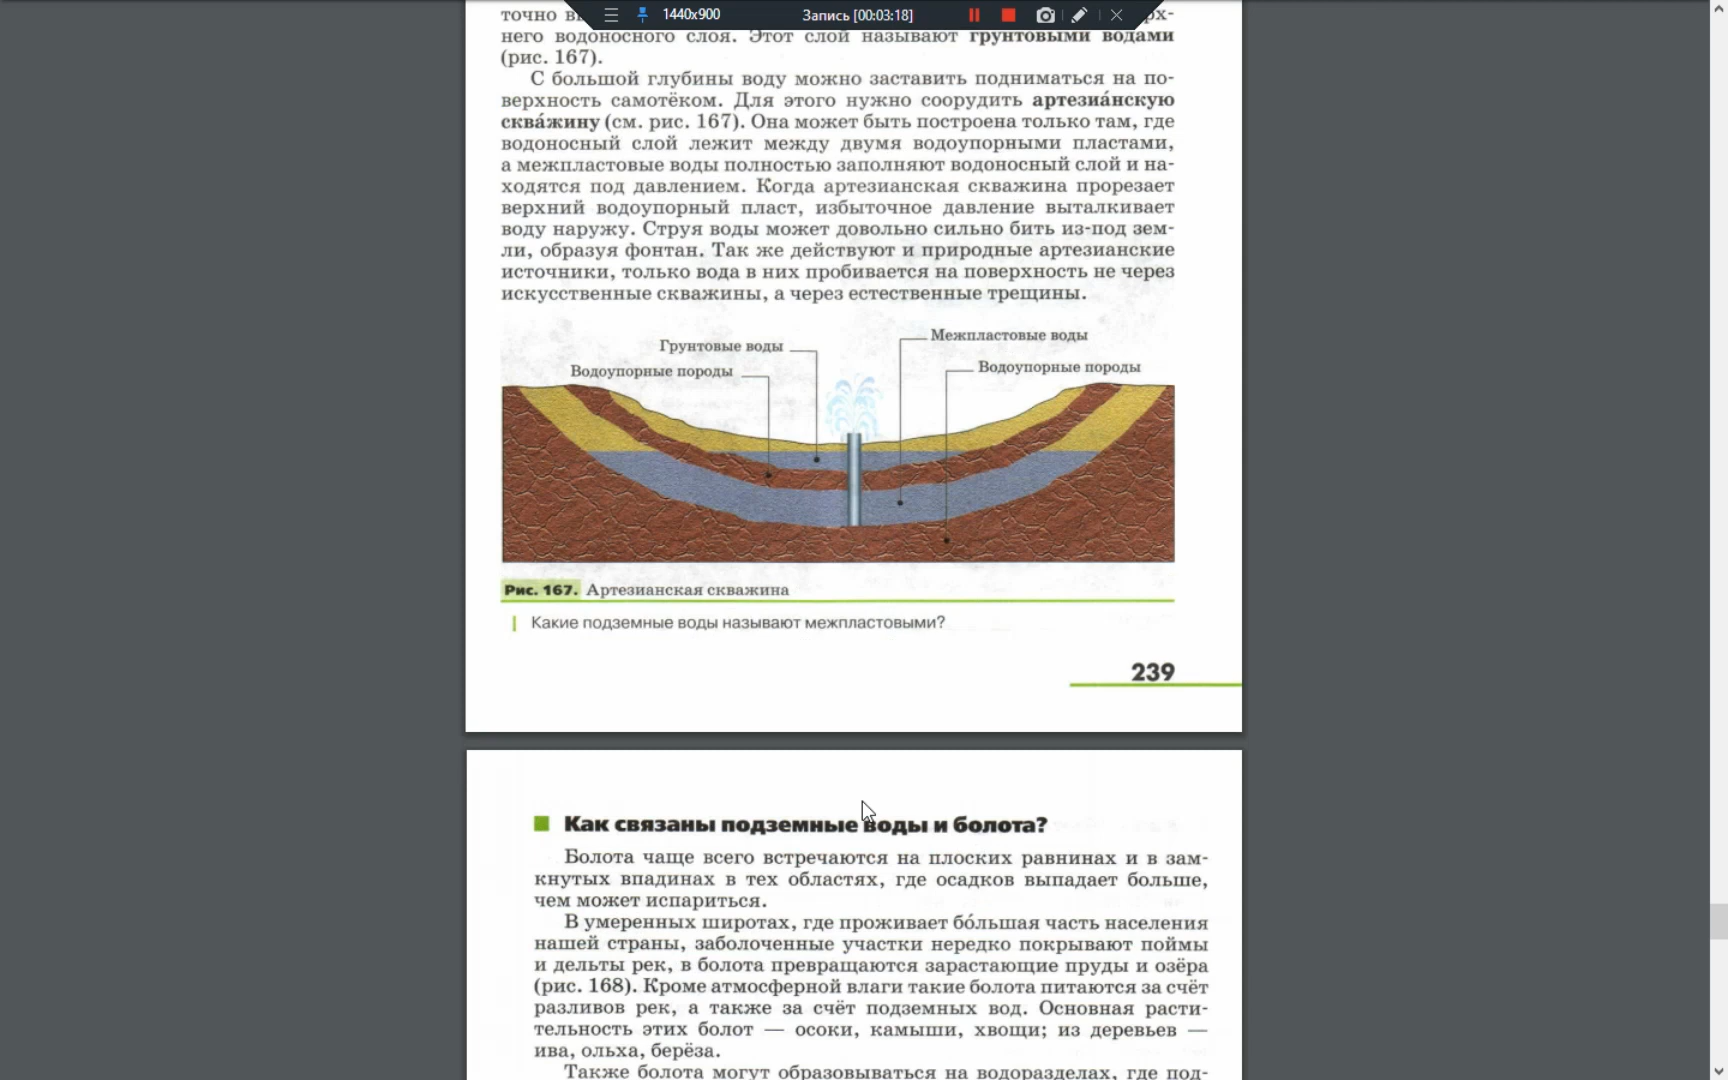 1440x900
Запись [00:03:18]
точно
рх-
него водоносного слоя. Этот слой называют грунтовыми водами
(рис. 167).
С большой глубины воду можно заставить подниматься на по-
верхность самотёком. Для этого нужно соорудить артезиа́нскую
сква́жину (см. рис. 167). Она может быть построена только там, где
водоносный слой лежит между двумя водоупорными пластами,
а межпластовые воды полностью заполняют водоносный слой и на-
ходятся под давлением. Когда артезианская скважина прорезает
верхний водоупорный пласт, избыточное давление выталкивает
воду наружу. Струя воды может довольно сильно бить из-под зем-
ли, образуя фонтан. Так же действуют и природные артезианские
источники, только вода в них пробивается на поверхность не через
искусственные скважины, а через естественные трещины.
Межпластовые воды
Грунтовые воды
Водоупорные породы
Водоупорные породы
Рис. 167. Артезианская скважина
Какие подземные воды называют межпластовыми?
239
Как связаны подземные воды и болота?
Болота чаще всего встречаются на плоских равнинах и в зам-
кнутых впадинах в тех областях, где осадков выпадает больше,
чем может испариться.
В умеренных широтах, где проживает бо́льшая часть населения
нашей страны, заболоченные участки нередко покрывают поймы
и дельты рек, в болота превращаются зарастающие пруды и озёра
(рис. 168). Кроме атмосферной влаги такие болота питаются за счёт
разливов рек, а также за счёт подземных вод. Основная расти-
тельность этих болот — осоки, камыши, хвощи; из деревьев —
ива, ольха, берёза.
Также болота могут образовываться на водоразделах, где под-